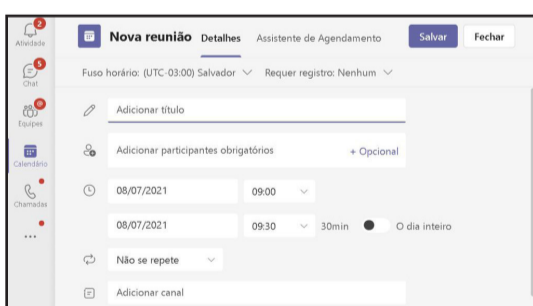 2
Atividade
5
Chat
@
Equipes
Calendário
Chamadas
...
Nova reunião Detalhes Assistente de Agendamento Salvar Fechar
Fuso horário: (UTC-03:00) Salvador Requer registro: Nenhum
Adicionar título
Adicionar participantes obrigatórios + Opcional
08/07/2021 09:00
08/07/2021 09:30 30min O dia inteiro
Não se repete
Adicionar canal